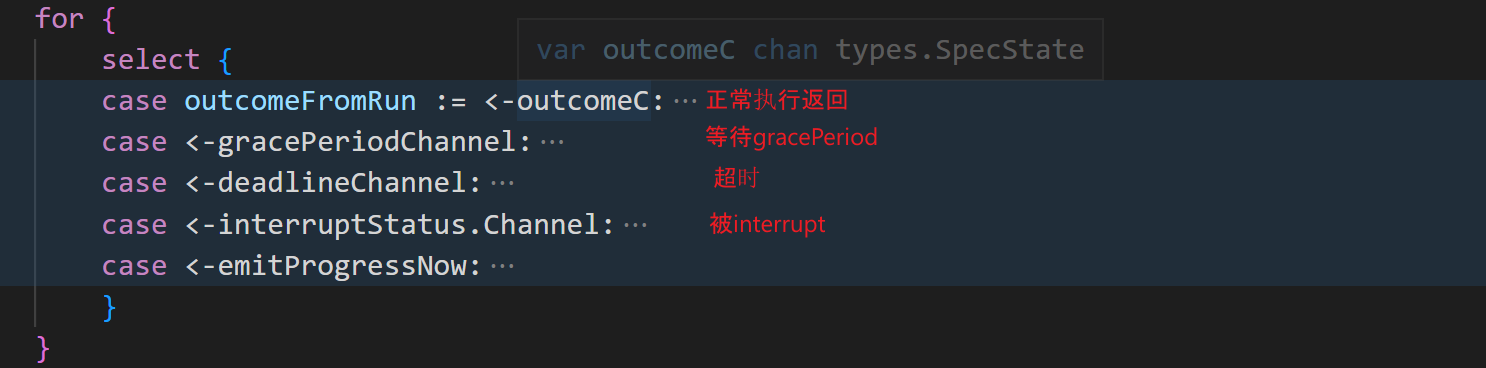 for {
select {
var outcomeC chan types.SpecState
case outcomeFromRun := <-outcomeC:··· 正常执行返回
case <-gracePeriodChannel:··· 等待gracePeriod
case <-deadlineChannel:··· 超时
case <-interruptStatus.Channel:··· 被interrupt
case <-emitProgressNow:···
}
}